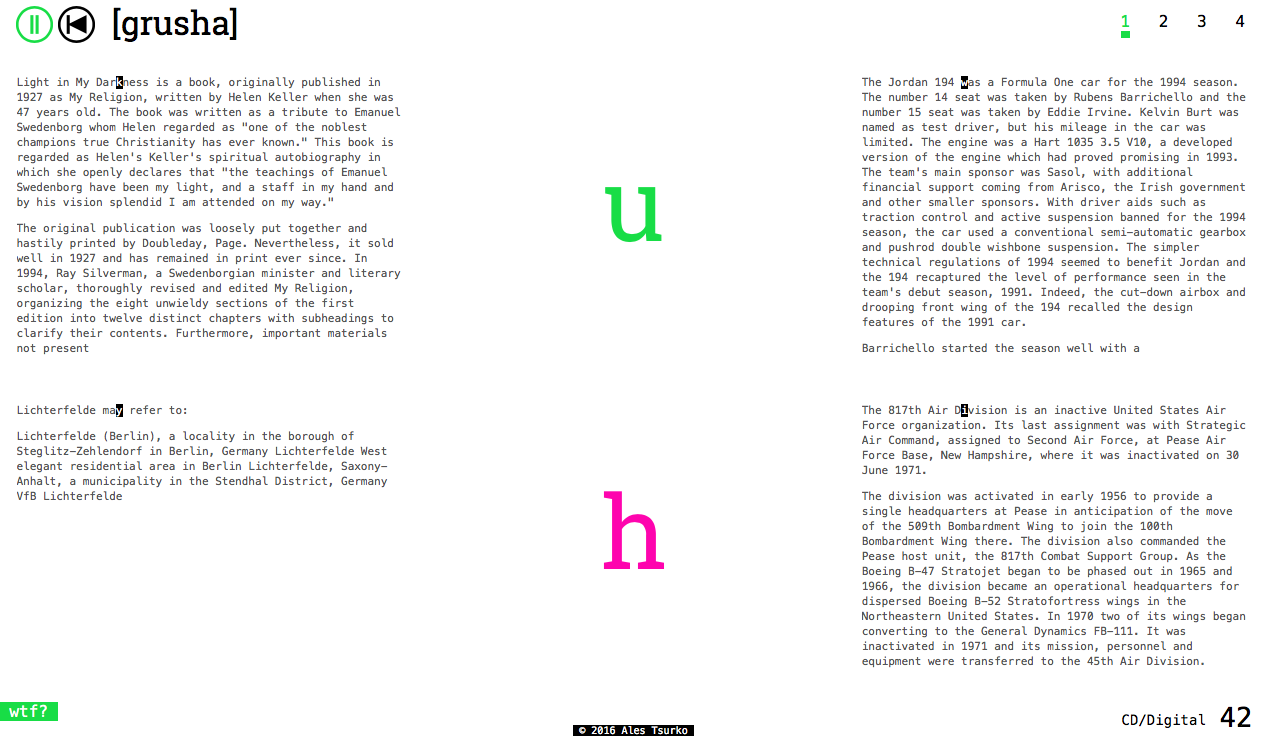 [grusha]
1 2 3 4
Light in My Darkness is a book, originally published in
1927 as My Religion, written by Helen Keller when she was
47 years old. The book was written as a tribute to Emanuel
Swedenborg whom Helen regarded as "one of the noblest
champions true Christianity has ever known." This book is
regarded as Helen's Keller's spiritual autobiography in
which she openly declares that "the teachings of Emanuel
Swedenborg have been my light, and a staff in my hand and
by his vision splendid I am attended on my way."
The original publication was loosely put together and
hastily printed by Doubleday, Page. Nevertheless, it sold
well in 1927 and has remained in print ever since. In
1994, Ray Silverman, a Swedenborgian minister and literary
scholar, thoroughly revised and edited My Religion,
organizing the eight unwieldy sections of the first
edition into twelve distinct chapters with subheadings to
clarify their contents. Furthermore, important materials
not present
u
The Jordan 194 was a Formula One car for the 1994 season.
The number 14 seat was taken by Rubens Barrichello and the
number 15 seat was taken by Eddie Irvine. Kelvin Burt was
named as test driver, but his mileage in the car was
limited. The engine was a Hart 1035 3.5 V10, a developed
version of the engine which had proved promising in 1993.
The team's main sponsor was Sasol, with additional
financial support coming from Arisco, the Irish government
and other smaller sponsors. With driver aids such as
traction control and active suspension banned for the 1994
season, the car used a conventional semi-automatic gearbox
and pushrod double wishbone suspension. The simpler
technical regulations of 1994 seemed to benefit Jordan and
the 194 recaptured the level of performance seen in the
team's debut season, 1991. Indeed, the cut-down airbox and
drooping front wing of the 194 recalled the design
features of the 1991 car.
Barrichello started the season well with a
Lichterfelde may refer to:
Lichterfelde (Berlin), a locality in the borough of
Steglitz-Zehlendorf in Berlin, Germany Lichterfelde West
elegant residential area in Berlin Lichterfelde, Saxony-
Anhalt, a municipality in the Stendhal District, Germany
VfB Lichterfelde
h
The 817th Air Division is an inactive United States Air
Force organization. Its last assignment was with Strategic
Air Command, assigned to Second Air Force, at Pease Air
Force Base, New Hampshire, where it was inactivated on 30
June 1971.
The division was activated in early 1956 to provide a
single headquarters at Pease in anticipation of the move
of the 509th Bombardment Wing to join the 100th
Bombardment Wing there. The division also commanded the
Pease host unit, the 817th Combat Support Group. As the
Boeing B-47 Stratojet began to be phased out in 1965 and
1966, the division became an operational headquarters for
dispersed Boeing B-52 Stratofortress wings in the
Northeastern United States. In 1970 two of its wings began
converting to the General Dynamics FB-111. It was
inactivated in 1971 and its mission, personnel and
equipment were transferred to the 45th Air Division.
wtf?
© 2016 Ales Tsurko
CD/Digital 42